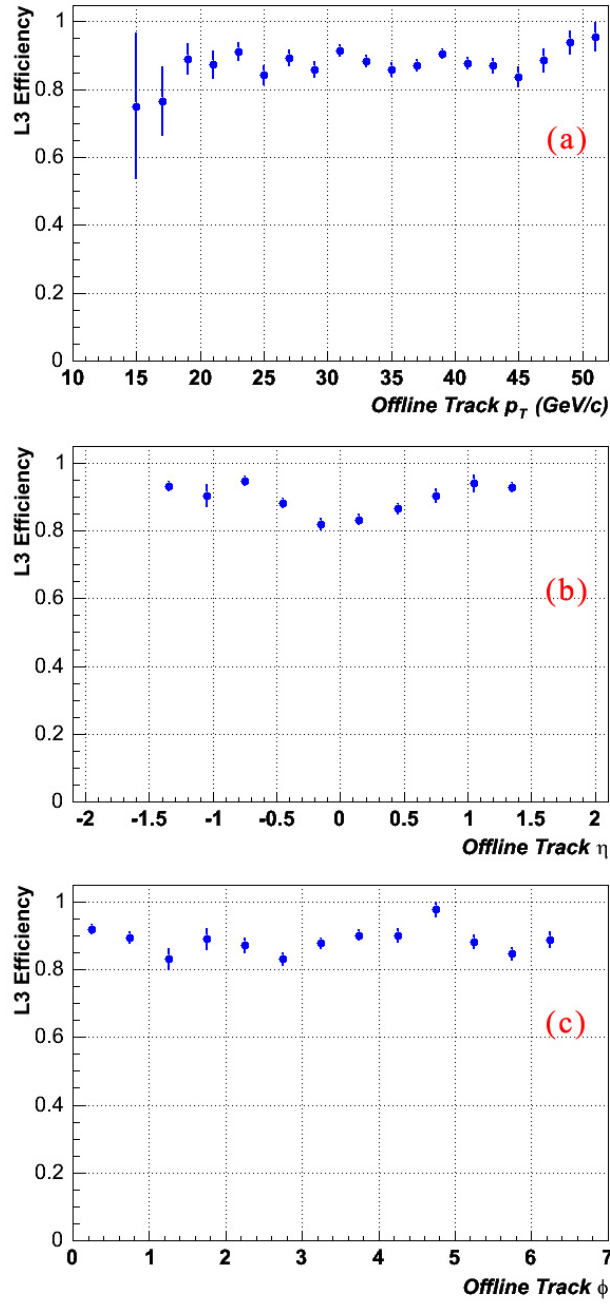 L3 Efficiency
1
0.8
0.6
0.4
0.2
0
(a)
10 15 20 25 30 35 40 45 50
Offline Track pT (GeV/c)
L3 Efficiency
1
0.8
0.6
0.4
0.2
0
(b)
-2 -1.5 -1 -0.5 0 0.5 1 1.5 2
Offline Track η
L3 Efficiency
1
0.8
0.6
0.4
0.2
0
(c)
0 1 2 3 4 5 6 7
Offline Track ϕ